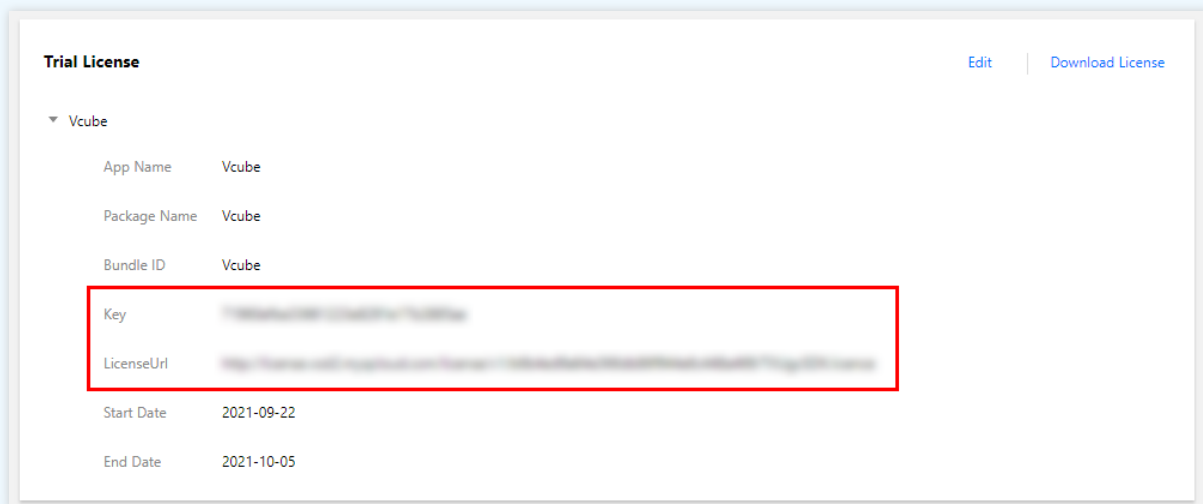 Trial License Edit Download License
Vcube
App Name Vcube
Package Name Vcube
Bundle ID Vcube
Key
LicenseUrl
Start Date 2021-09-22
End Date 2021-10-05